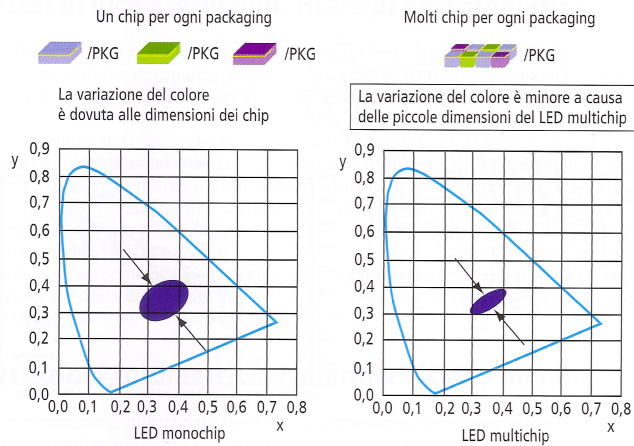 Un chip per ogni packaging
/PKG /PKG /PKG
La variazione del colore
è dovuta alle dimensioni dei chip
y
0,9
0,8
0,7
0,6
0,5
0,4
0,3
0,2
0,1
0,0
0,0 0,1 0,2 0,3 0,4 0,5 0,6 0,7 0,8
x
LED monochip
Molti chip per ogni packaging
/PKG
La variazione del colore è minore a causa
delle piccole dimensioni del LED multichip
y
0,9
0,8
0,7
0,6
0,5
0,4
0,3
0,2
0,1
0,0
0,0 0,1 0,2 0,3 0,4 0,5 0,6 0,7 0,8
x
LED multichip